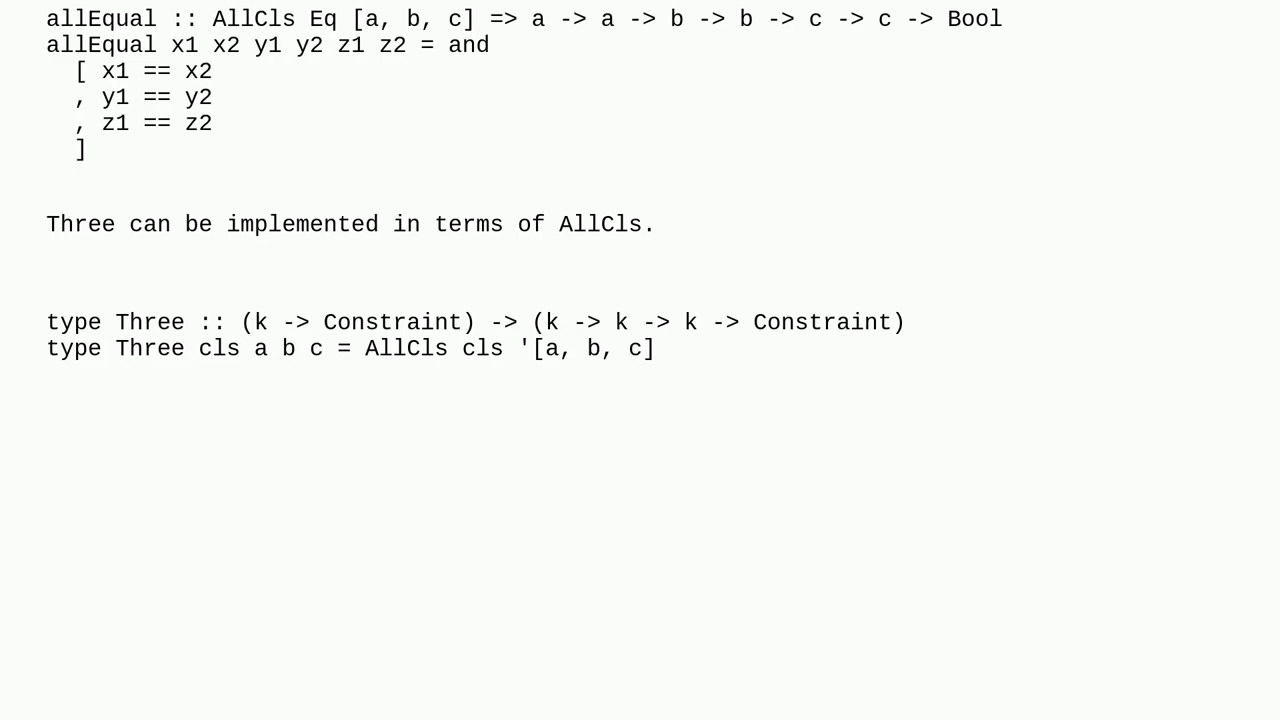 allEqual :: AllCls Eq [a, b, c] => a -> a -> b -> b -> c -> c -> Bool
allEqual x1 x2 y1 y2 z1 z2 = and
  [ x1 == x2
  , y1 == y2
  , z1 == z2
  ]
Three can be implemented in terms of AllCls.
type Three :: (k -> Constraint) -> (k -> k -> k -> Constraint)
type Three cls a b c = AllCls cls '[a, b, c]